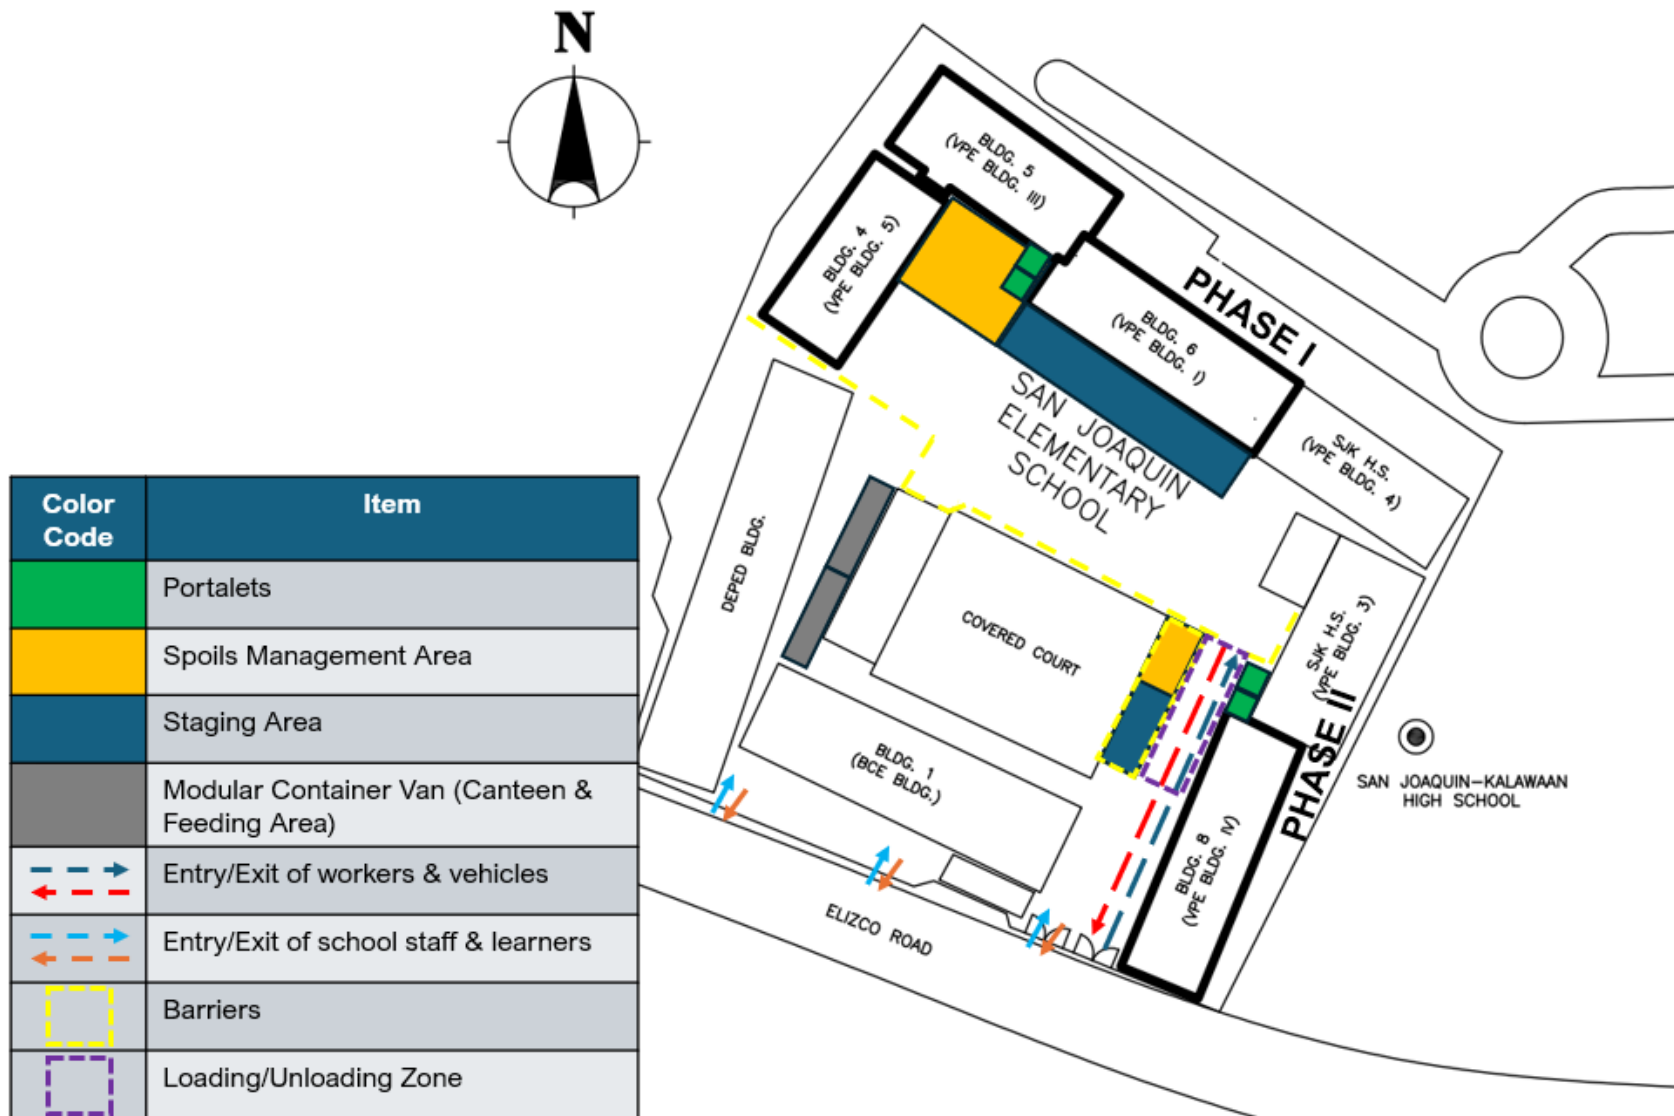 N
BLDG. 5
(VPE BLDG. III)
BLDG. 4
(VPE BLDG. 5)
PHASE I
BLDG. 6
(VPE BLDG. I)
SAN JOAQUIN
ELEMENTARY
SCHOOL
SJK H.S.
(VPE BLDG. 4)
DEPED BLDG.
COVERED COURT
SJK H.S.
(VPE BLDG. 3)
PHASE II
SAN JOAQUIN-KALAWAAN
HIGH SCHOOL
BLDG. 1
(BCE BLDG.)
BLDG. 8
(VPE BLDG. IV)
ELIZCO ROAD
Color
Code
Item
Portalets
Spoils Management Area
Staging Area
Modular Container Van (Canteen &
Feeding Area)
Entry/Exit of workers & vehicles
Entry/Exit of school staff & learners
Barriers
Loading/Unloading Zone